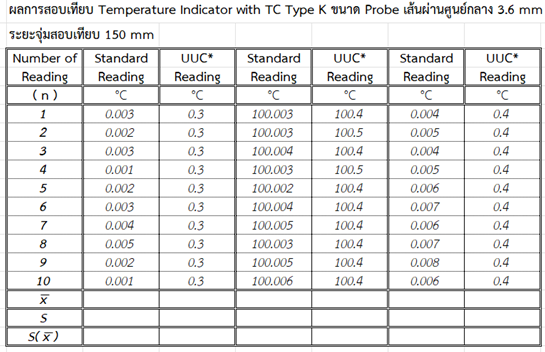 ผลการสอบเทียบ Temperature Indicator with TC Type K ขนาด Probe เส้นผ่านศูนย์กลาง 3.6 mm
ระยะจุ่มสอบเทียบ 150 mm
Number of Reading Standard Reading UUC* Reading Standard Reading UUC* Reading Standard Reading UUC* Reading
( n ) °C °C °C °C °C °C
1 0.003 0.3 100.003 100.4 0.004 0.4
2 0.002 0.3 100.003 100.5 0.005 0.4
3 0.003 0.3 100.004 100.4 0.004 0.4
4 0.001 0.3 100.003 100.5 0.005 0.4
5 0.002 0.3 100.002 100.4 0.006 0.4
6 0.003 0.3 100.004 100.4 0.007 0.4
7 0.004 0.3 100.005 100.4 0.006 0.4
8 0.005 0.3 100.003 100.4 0.007 0.4
9 0.002 0.3 100.005 100.4 0.008 0.4
10 0.001 0.3 100.006 100.4 0.006 0.4
x̅
S
S( x̅ )